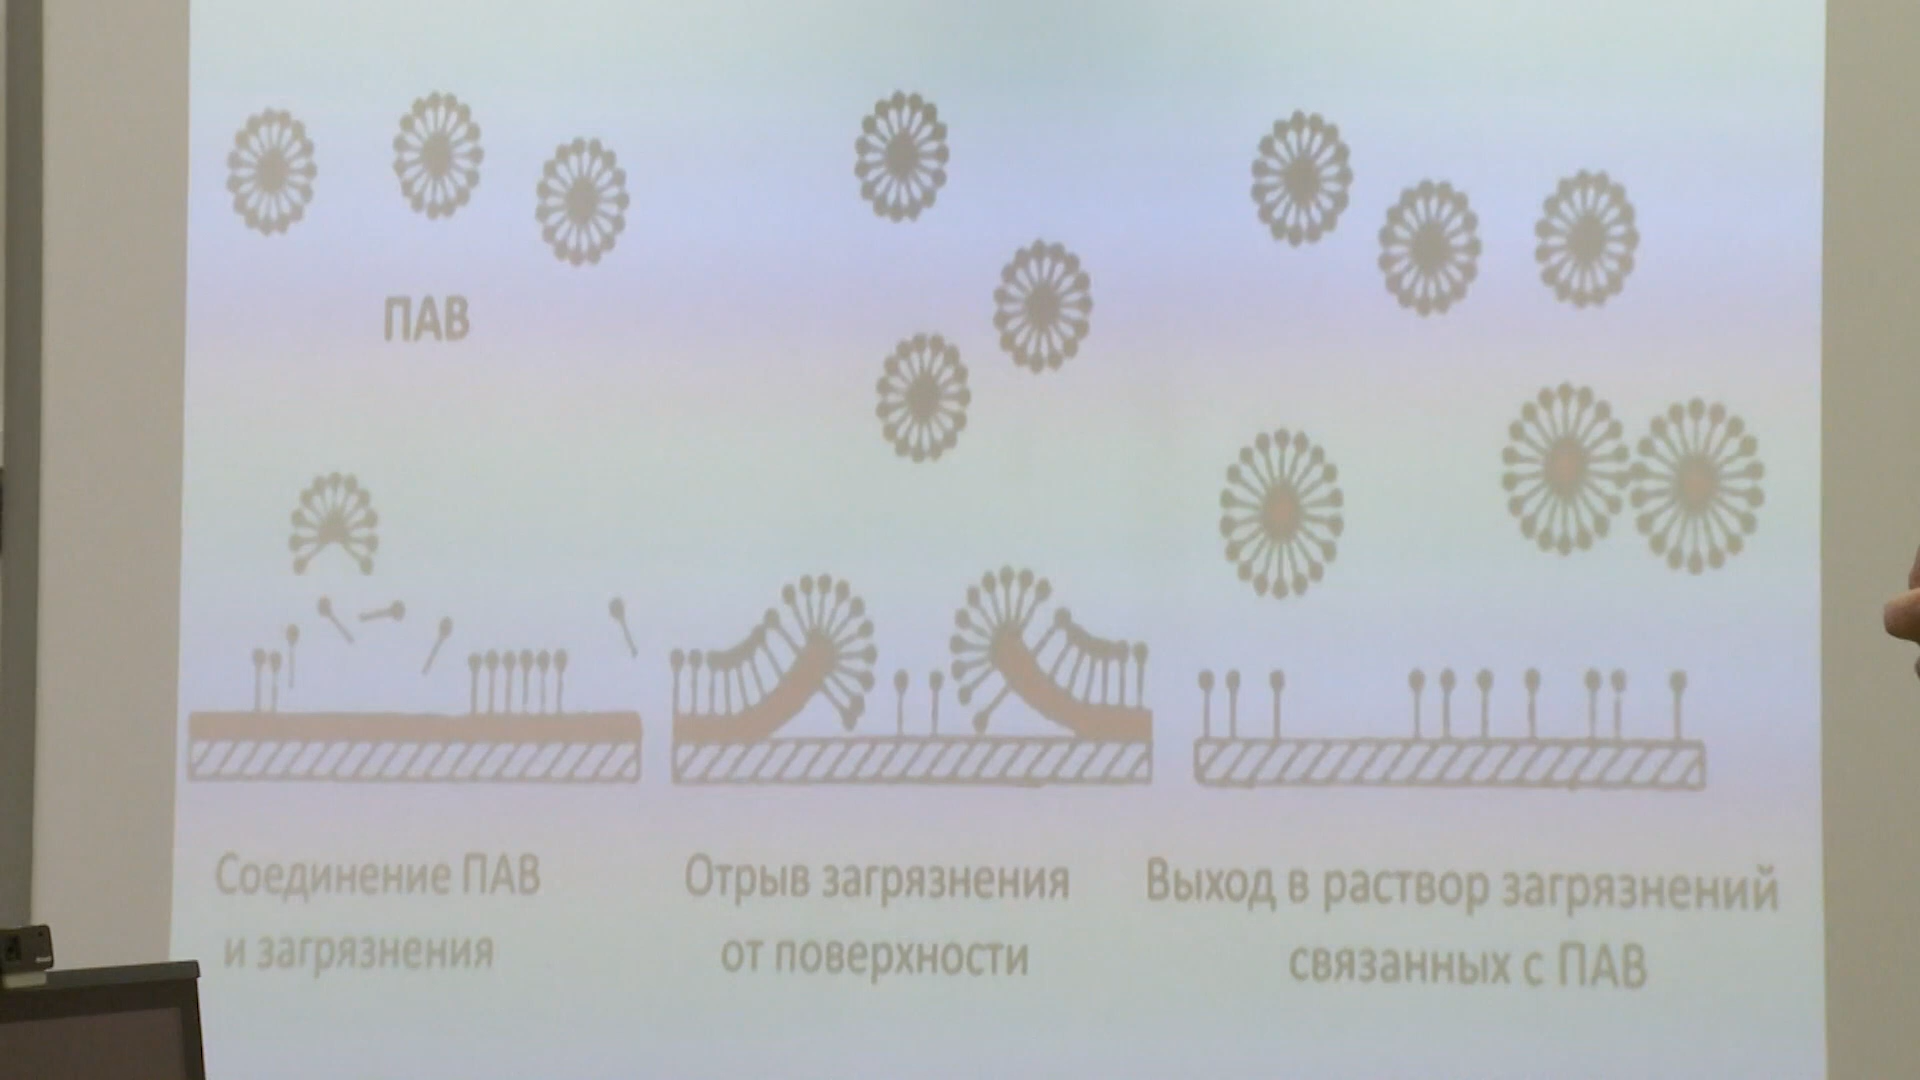 ПАВ
Соединение ПАВ
и загрязнения
Отрыв загрязнения
от поверхности
Выход в раствор загрязнений
связанных с ПАВ